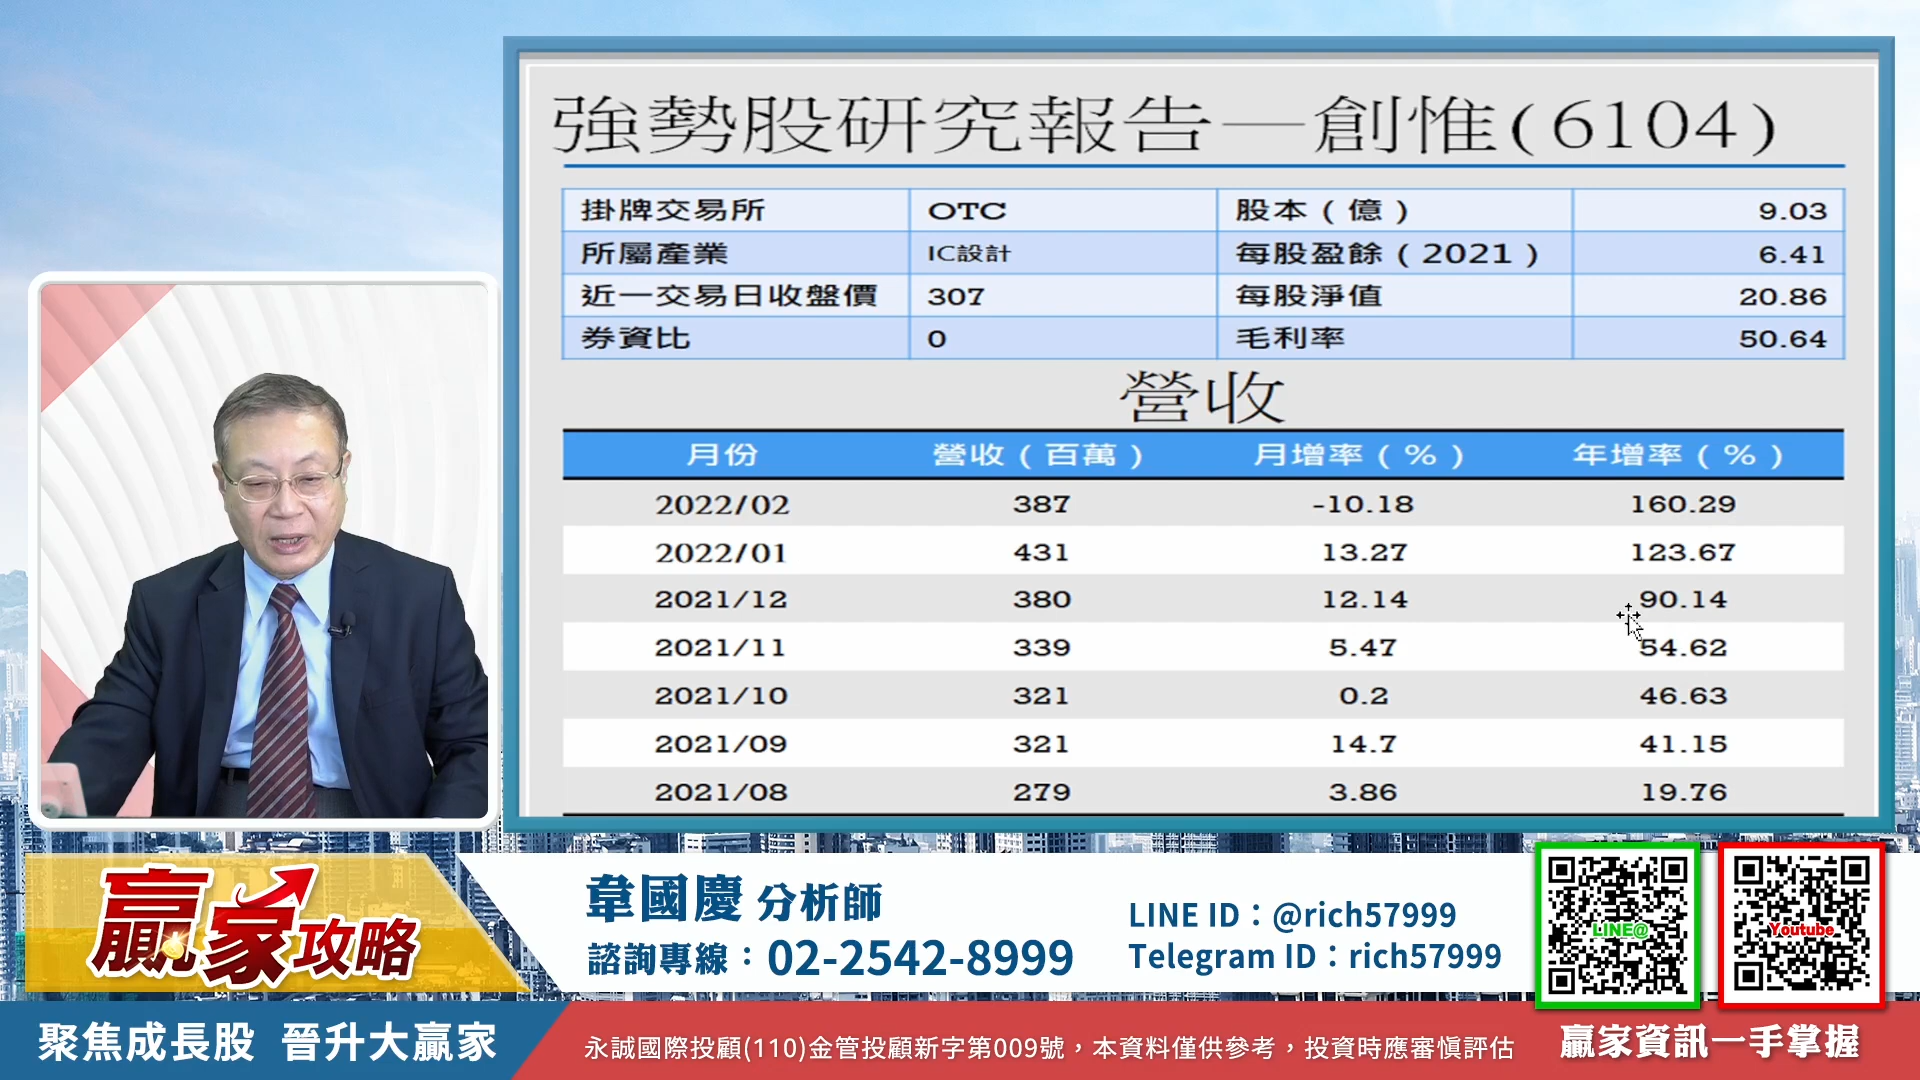 強勢股研究報告—創惟(6104)
掛牌交易所 OTC 股本(億) 9.03
所屬產業 IC設計 每股盈餘(2021) 6.41
近一交易日收盤價 307 每股淨值 20.86
券資比 0 毛利率 50.64
營收
月份 營收(百萬) 月增率(%) 年增率(%)
2022/02 387 -10.18 160.29
2022/01 431 13.27 123.67
2021/12 380 12.14 90.14
2021/11 339 5.47 54.62
2021/10 321 0.2 46.63
2021/09 321 14.7 41.15
2021/08 279 3.86 19.76
贏家攻略
韋國慶 分析師
諮詢專線：02-2542-8999
LINE ID：@rich57999
Telegram ID：rich57999
LINE@
Youtube
聚焦成長股 晉升大贏家
永誠國際投顧(110)金管投顧新字第009號，本資料僅供參考，投資時應審慎評估
贏家資訊一手掌握